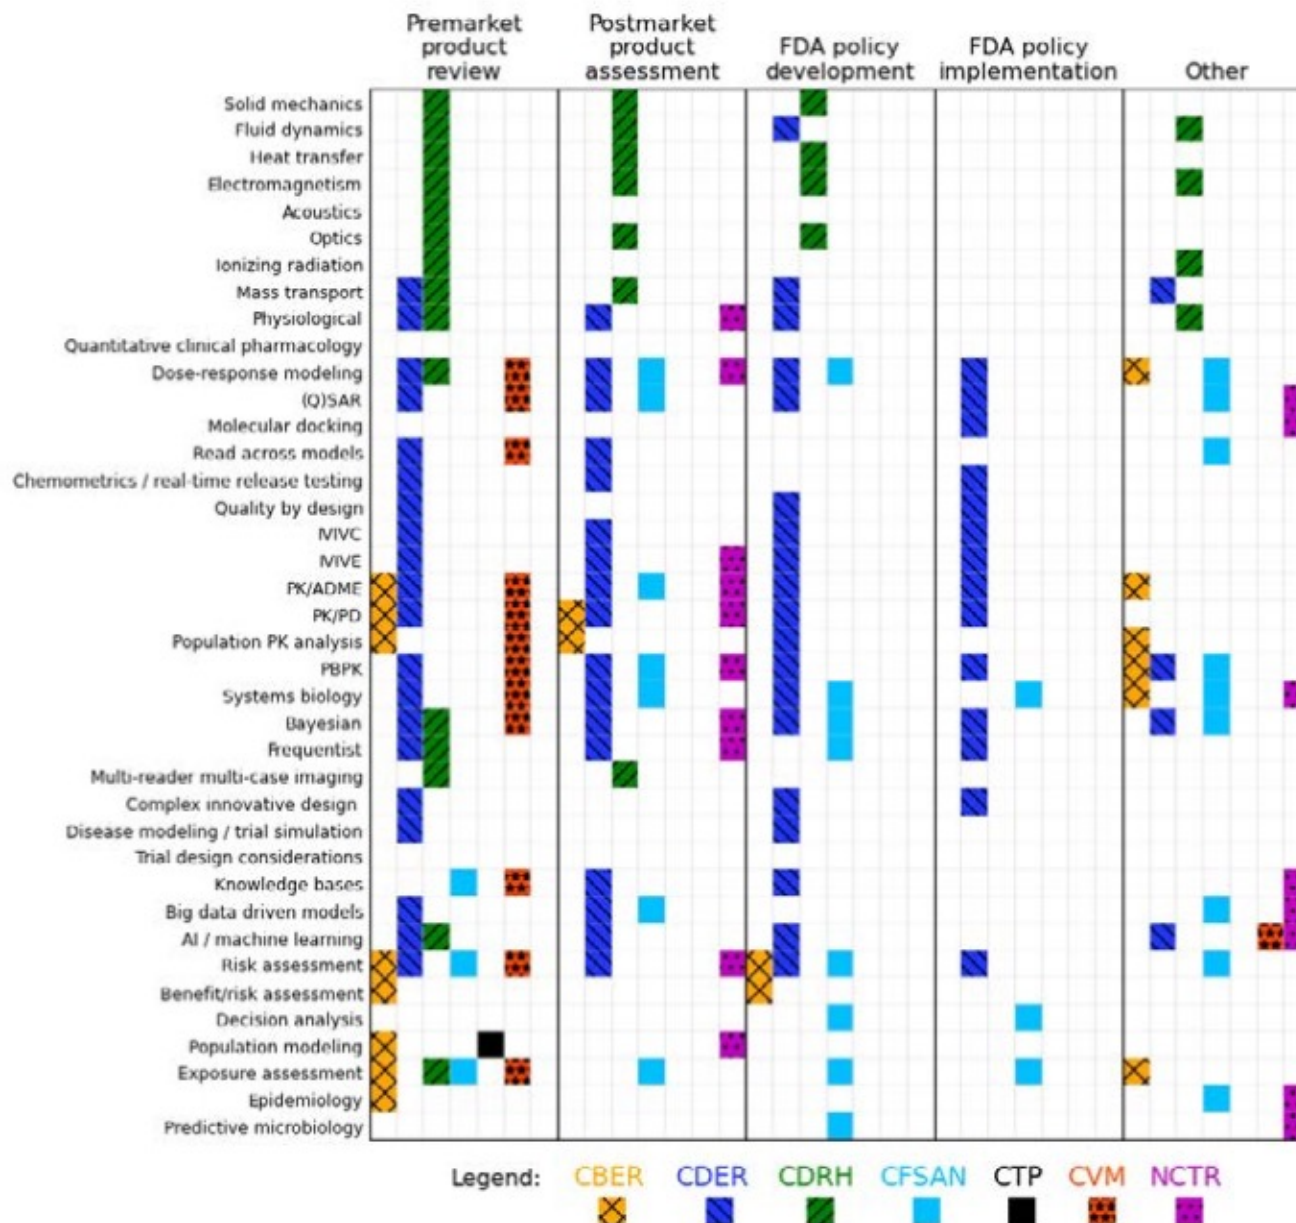 Premarket
product
review
Postmarket
product
assessment
FDA policy
development
FDA policy
implementation
Other
Solid mechanics
Fluid dynamics
Heat transfer
Electromagnetism
Acoustics
Optics
Ionizing radiation
Mass transport
Physiological
Quantitative clinical pharmacology
Dose-response modeling
(Q)SAR
Molecular docking
Read across models
Chemometrics / real-time release testing
Quality by design
IVIVC
IVIVE
PK/ADME
PK/PD
Population PK analysis
PBPK
Systems biology
Bayesian
Frequentist
Multi-reader multi-case imaging
Complex innovative design
Disease modeling / trial simulation
Trial design considerations
Knowledge bases
Big data driven models
AI / machine learning
Risk assessment
Benefit/risk assessment
Decision analysis
Population modeling
Exposure assessment
Epidemiology
Predictive microbiology
Legend: CBER CDER CDRH CFSAN CTP CVM NCTR